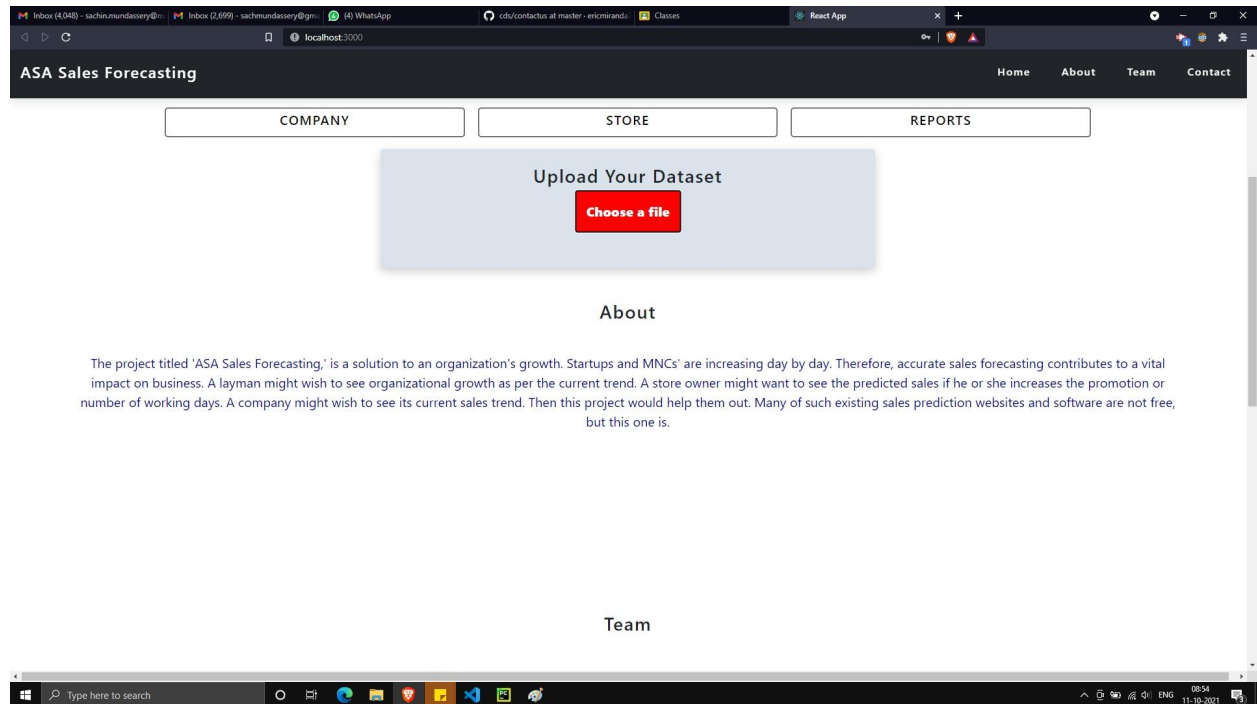 Inbox (4,048) - sachin.mundassery@m
Inbox (2,699) - sachmundassery@gma
(4) WhatsApp
cds/contactus at master · ericmiranda
Classes
React App
localhost:3000
ASA Sales Forecasting
Home About Team Contact
COMPANY STORE REPORTS
Upload Your Dataset
Choose a file
About
The project titled 'ASA Sales Forecasting,' is a solution to an organization's growth. Startups and MNCs' are increasing day by day. Therefore, accurate sales forecasting contributes to a vital
impact on business. A layman might wish to see organizational growth as per the current trend. A store owner might want to see the predicted sales if he or she increases the promotion or
number of working days. A company might wish to see its current sales trend. Then this project would help them out. Many of such existing sales prediction websites and software are not free,
but this one is.
Team
Type here to search
ENG
08:54
11-10-2021